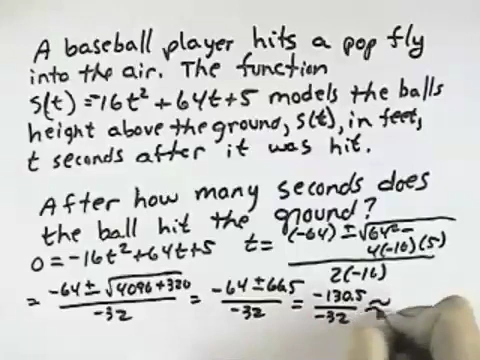 A baseball player hits a pop fly
into the air. The function
s(t) = -16t² + 64t + 5 models the balls
height above the ground, s(t), in feet,
t seconds after it was hit.
After how many seconds does
the ball hit the ground?
0 = -16t² + 64t + 5 t = (-64) ± √64² - 4(-16)(5) / 2(-16)
= -64 ± √4096 + 320 / -32 = -64 ± 66.5 / -32 = -130.5 / -32 ≈